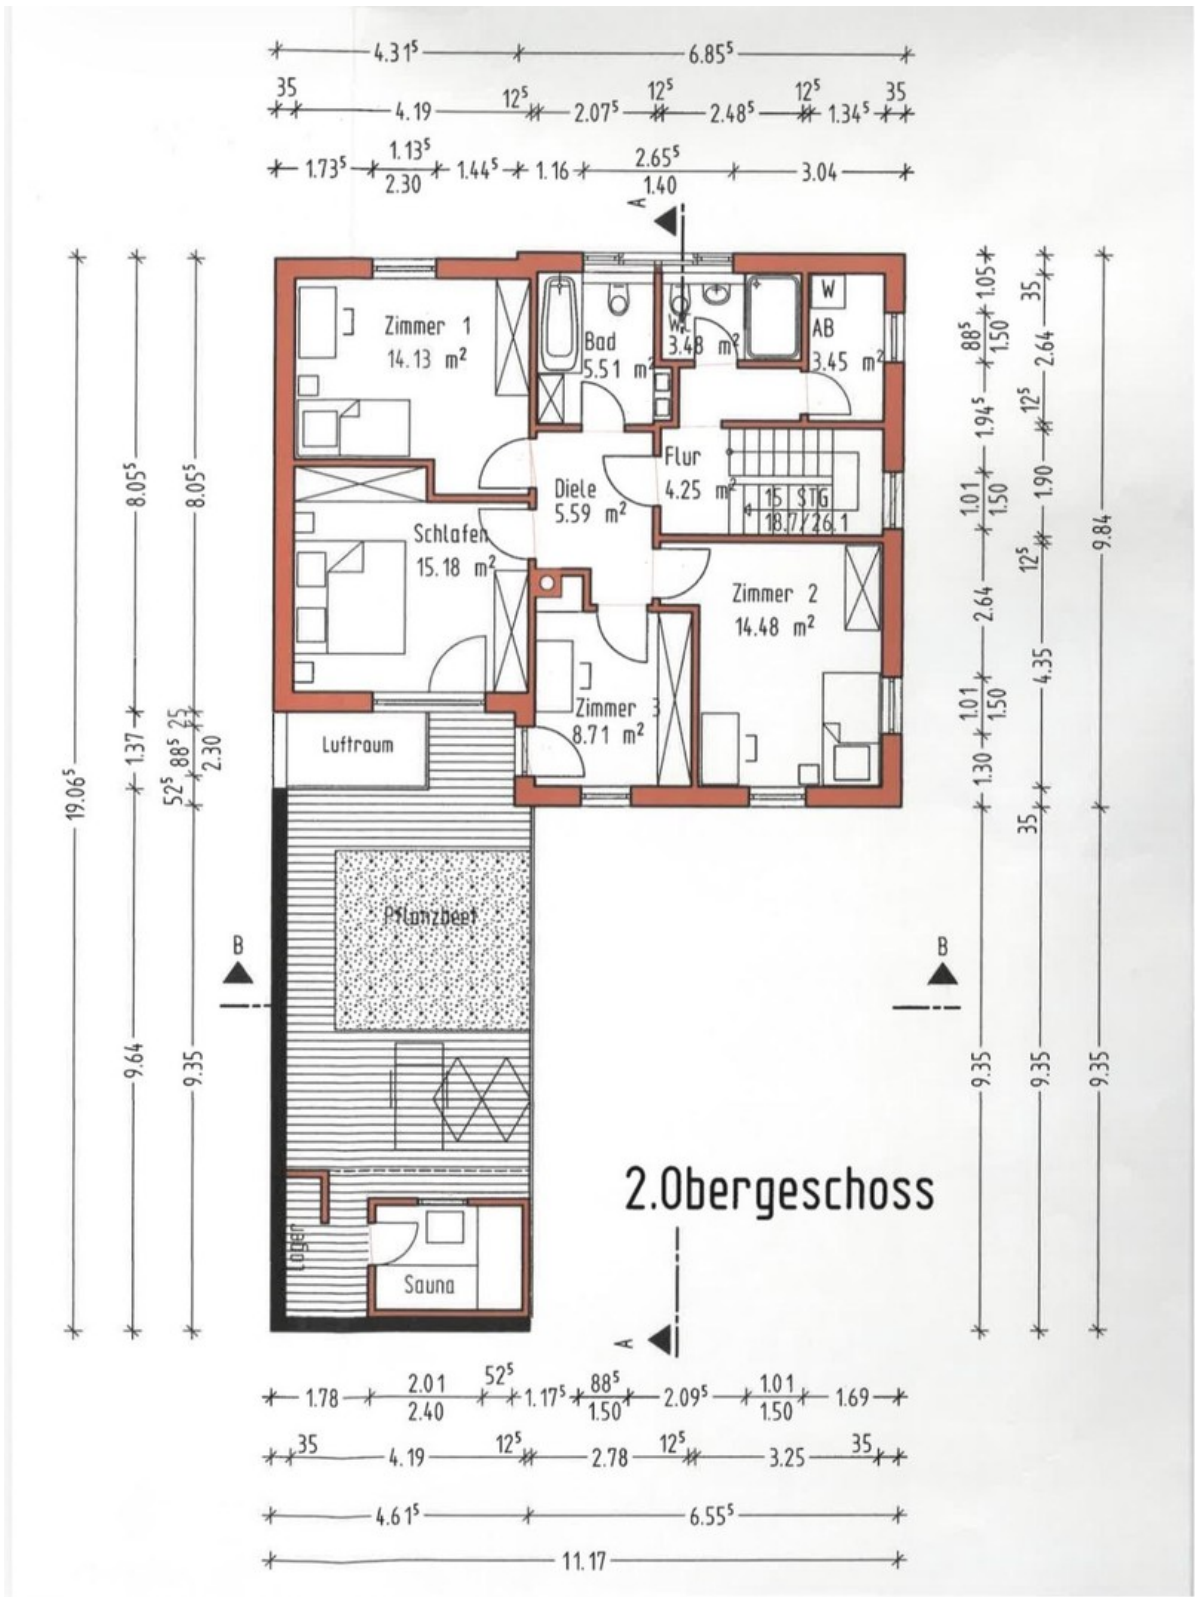 4.31⁵ 6.85⁵
35 12⁵ 12⁵ 12⁵ 35
4.19 2.07⁵ 2.48⁵ 1.34⁵
1.73⁵ 1.13⁵ 1.44⁵ 1.16 2.65⁵ 3.04
2.30 1.40
A
Zimmer 1
14.13 m²
Bad
5.51 m²
WC
3.48 m²
W
AB
3.45 m²
Flur
4.25 m²
15 STG
18.7/26.1
Diele
5.59 m²
Schlafen
15.18 m²
Zimmer 2
14.48 m²
Zimmer 3
8.71 m²
Luftraum
Pflanzbeet
B
B
Lager
Sauna
2.Obergeschoss
A
19.06⁵
8.05⁵
1.37
9.64
8.05⁵
25
88⁵
2.30
52⁵
9.35
1.05
88⁵
1.50
1.94⁵
1.01
1.50
2.64
1.01
1.50
1.30
9.35
35
2.64
12⁵
1.90
12⁵
4.35
35
9.35
9.84
9.35
1.78 2.01 52⁵ 1.17⁵ 88⁵ 2.09⁵ 1.01 1.69
2.40 1.50 1.50
35 12⁵ 12⁵ 35
4.19 2.78 3.25
4.61⁵ 6.55⁵
11.17